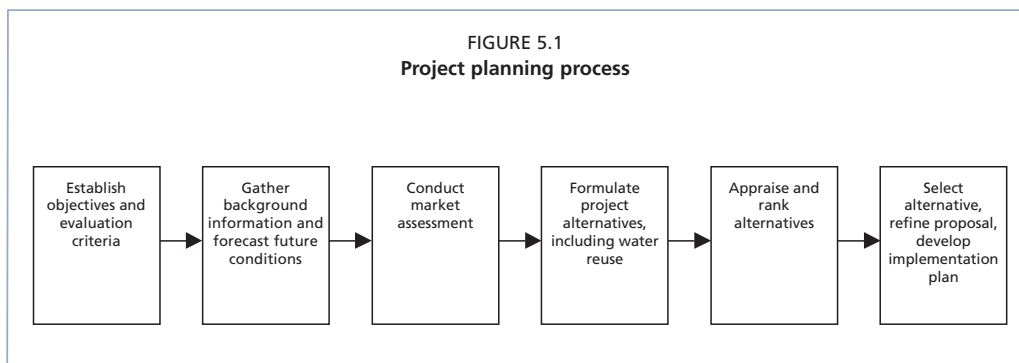 FIGURE 5.1
Project planning process
Establish
objectives and
evaluation
criteria
Gather
background
information and
forecast future
conditions
Conduct
market
assessment
Formulate
project
alternatives,
including water
reuse
Appraise and
rank
alternatives
Select
alternative,
refine proposal,
develop
implementation
plan